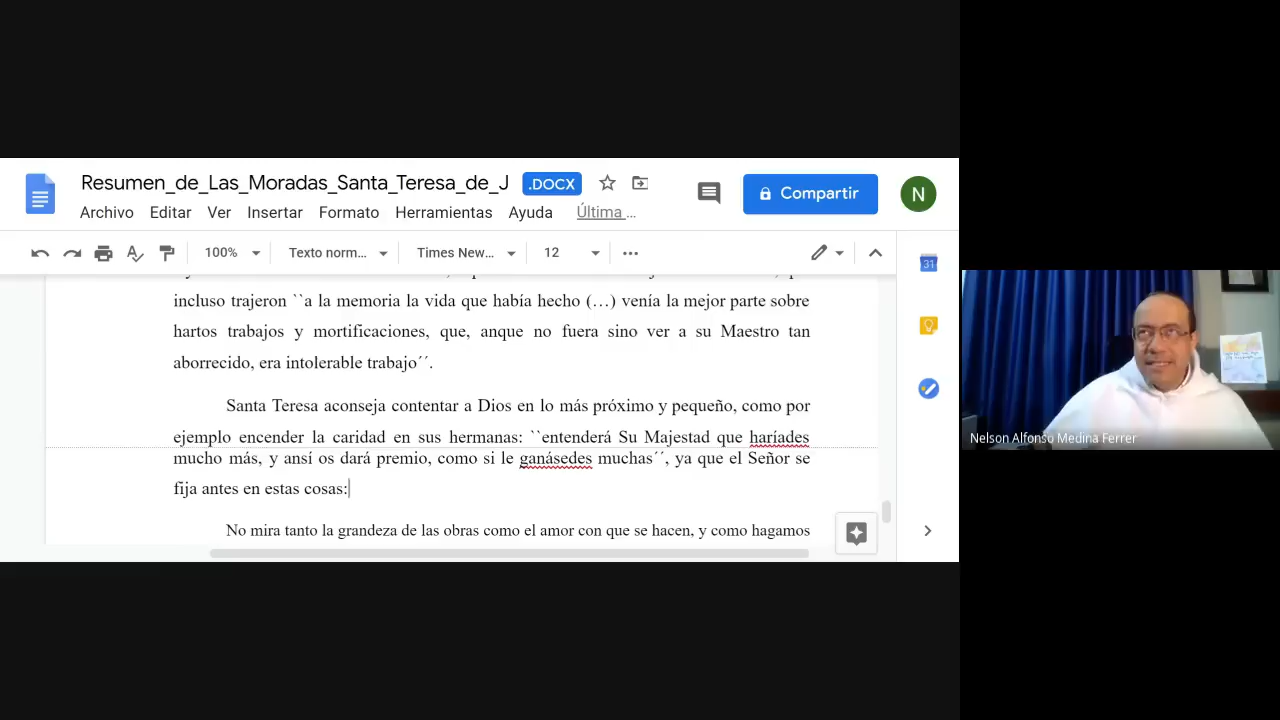 Resumen_de_Las_Moradas_Santa_Teresa_de_J .DOCX
Compartir
N
Archivo Editar Ver Insertar Formato Herramientas Ayuda Última ...
100% Texto norm... Times New... 12
31
incluso trajeron ``a la memoria la vida que había hecho (…) venía la mejor parte sobre
hartos trabajos y mortificaciones, que, anque no fuera sino ver a su Maestro tan
aborrecido, era intolerable trabajo´´.
Santa Teresa aconseja contentar a Dios en lo más próximo y pequeño, como por
ejemplo encender la caridad en sus hermanas: ``entenderá Su Majestad que haríades
mucho más, y ansí os dará premio, como si le ganásedes muchas´´, ya que el Señor se
fija antes en estas cosas:
No mira tanto la grandeza de las obras como el amor con que se hacen, y como hagamos
Nelson Alfonso Medina Ferrer